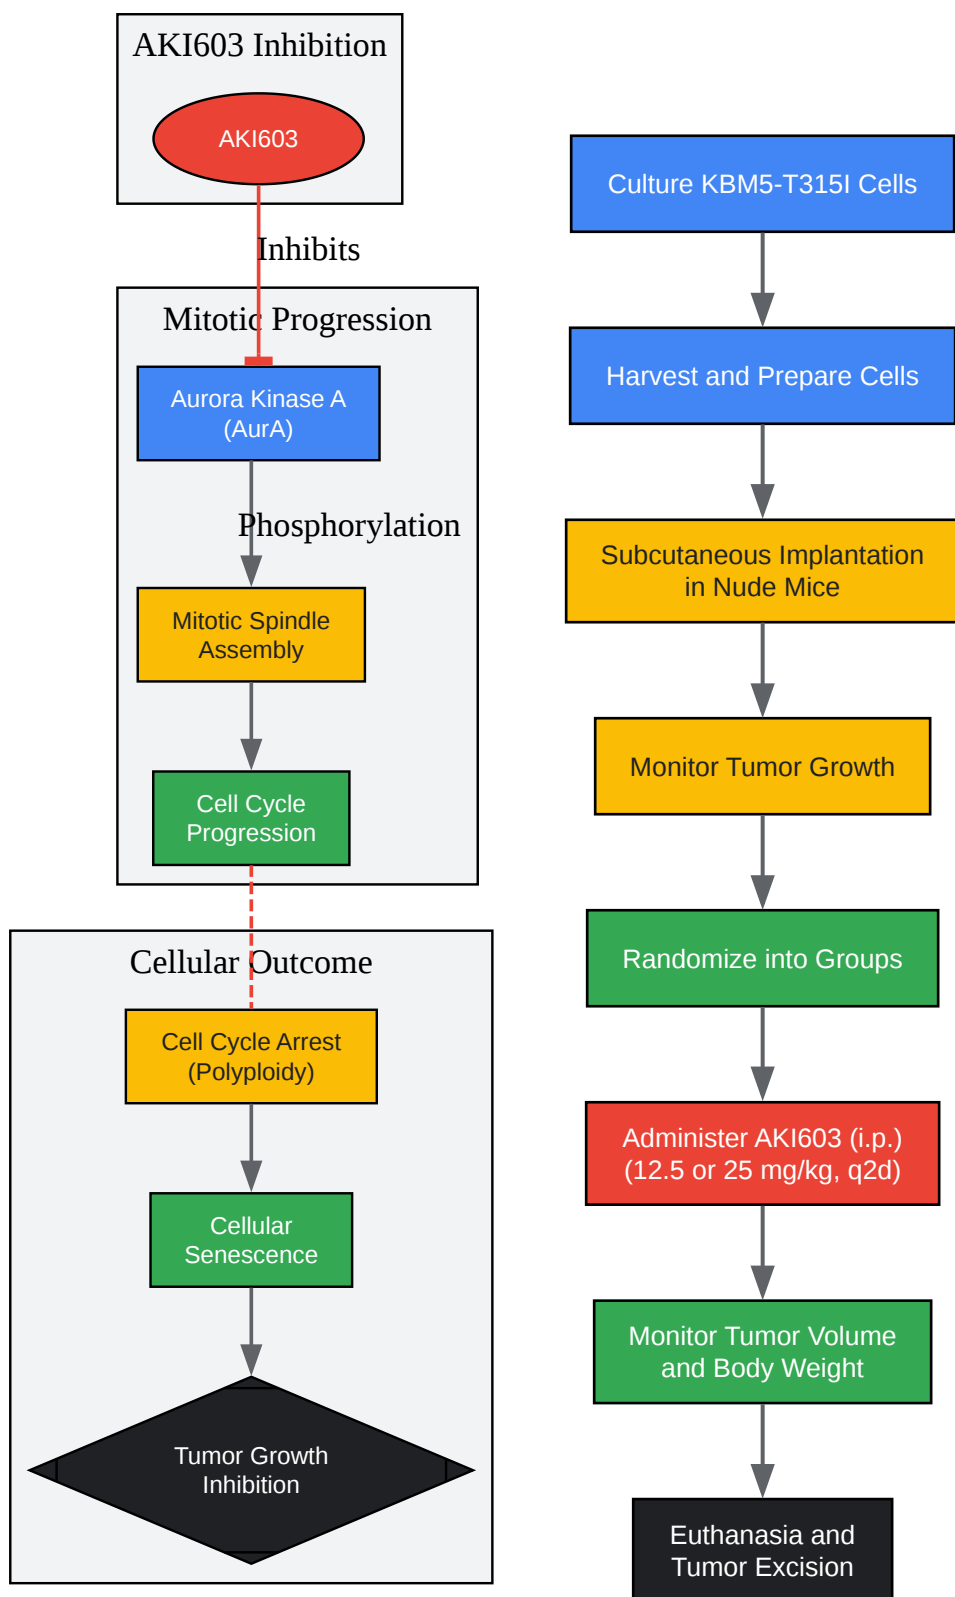 AKI603 Inhibition
AKI603
Inhibits
Mitotic Progression
Aurora Kinase A
(AurA)
Phosphorylation
Mitotic Spindle
Assembly
Cell Cycle
Progression
Cellular Outcome
Cell Cycle Arrest
(Polyploidy)
Cellular
Senescence
Tumor Growth
Inhibition
Culture KBM5-T315I Cells
Harvest and Prepare Cells
Subcutaneous Implantation
in Nude Mice
Monitor Tumor Growth
Randomize into Groups
Administer AKI603 (i.p.)
(12.5 or 25 mg/kg, q2d)
Monitor Tumor Volume
and Body Weight
Euthanasia and
Tumor Excision